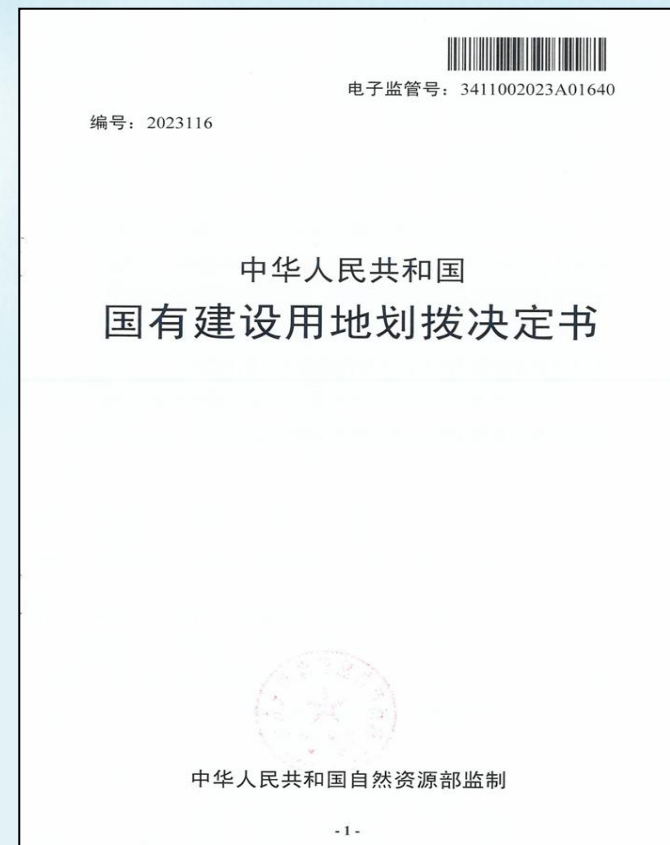 电子监管号：3411002023A01640
编号：2023116
中华人民共和国
国有建设用地划拨决定书
中华人民共和国自然资源部监制
- 1 -